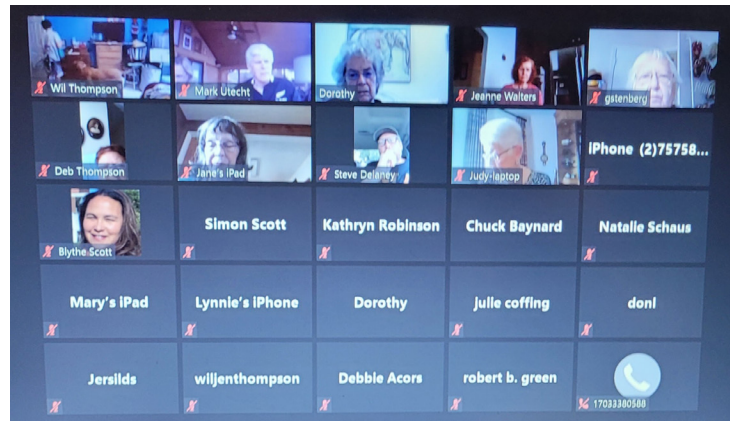 Wil Thompson
Mark Utecht
Dorothy
Jeanne Walters
gstenberg
Deb Thompson
Jane's iPad
Steve Delaney
Judy-laptop
iPhone (2)75758...
Blythe Scott
Simon Scott
Kathryn Robinson
Chuck Baynard
Natalie Schaus
Mary's iPad
Lynnie's iPhone
Dorothy
julie coffing
donl
Jersilds
wiljenthompson
Debbie Acors
robert b. green
17033380588